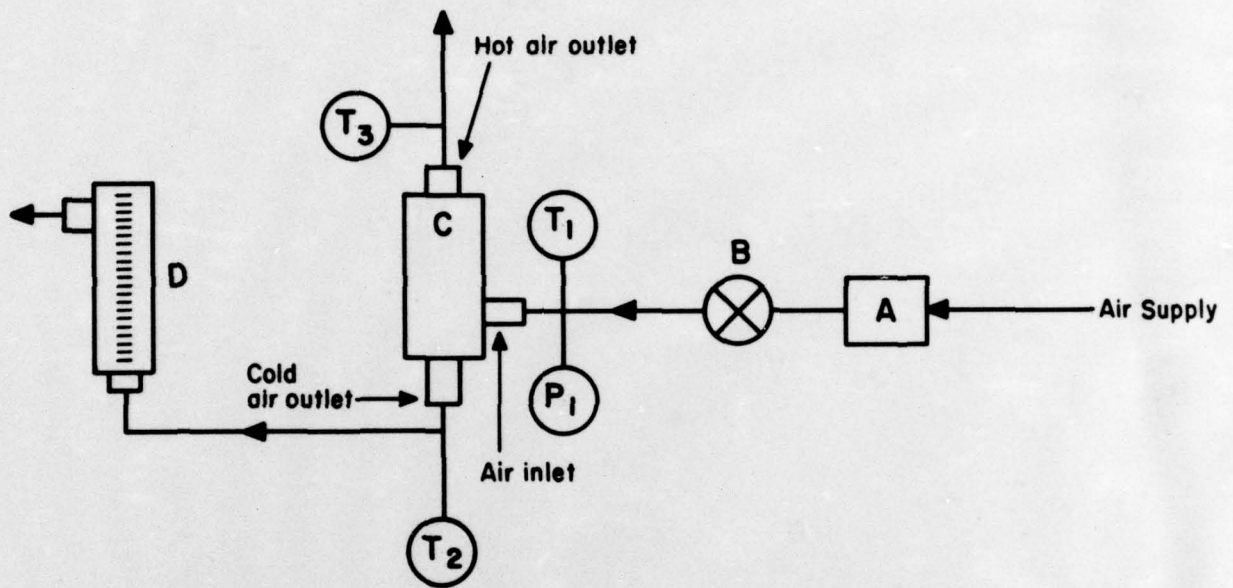 Hot air outlet
T3
C
T1
B
D
A
Air Supply
Cold
air outlet
P1
Air inlet
T2